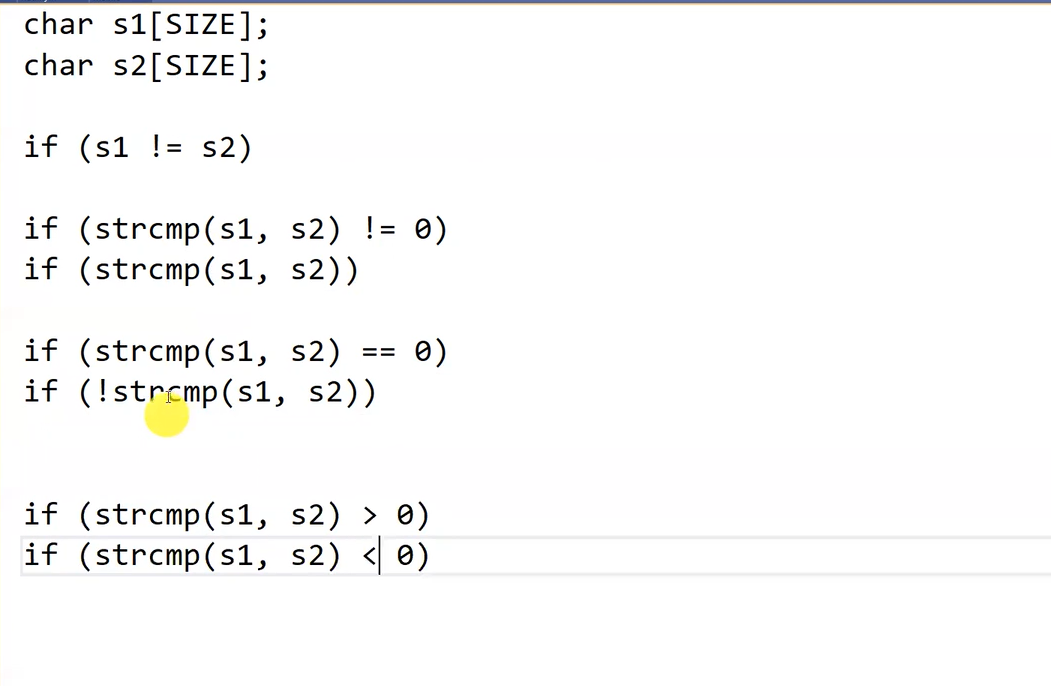 char s1[SIZE];
char s2[SIZE];
if (s1 != s2)
if (strcmp(s1, s2) != 0)
if (strcmp(s1, s2))
if (strcmp(s1, s2) == 0)
if (!strcmp(s1, s2))
if (strcmp(s1, s2) > 0)
if (strcmp(s1, s2) < 0)